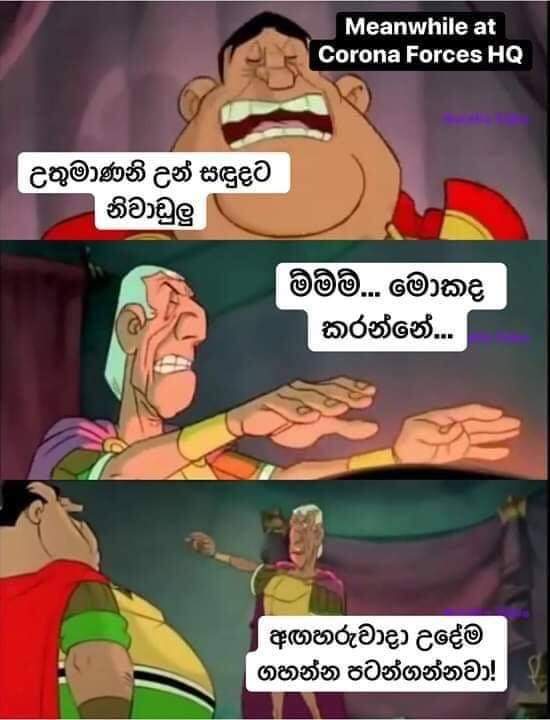 Meanwhile at
Corona Forces HQ
උතුමාණනි උන් සඳුදට
නිවාඩුලු
ම්ම්ම්... මොකද
කරන්නේ...
අඟහරුවාදා උදේම
ගහන්න පටන්ගන්නවා!